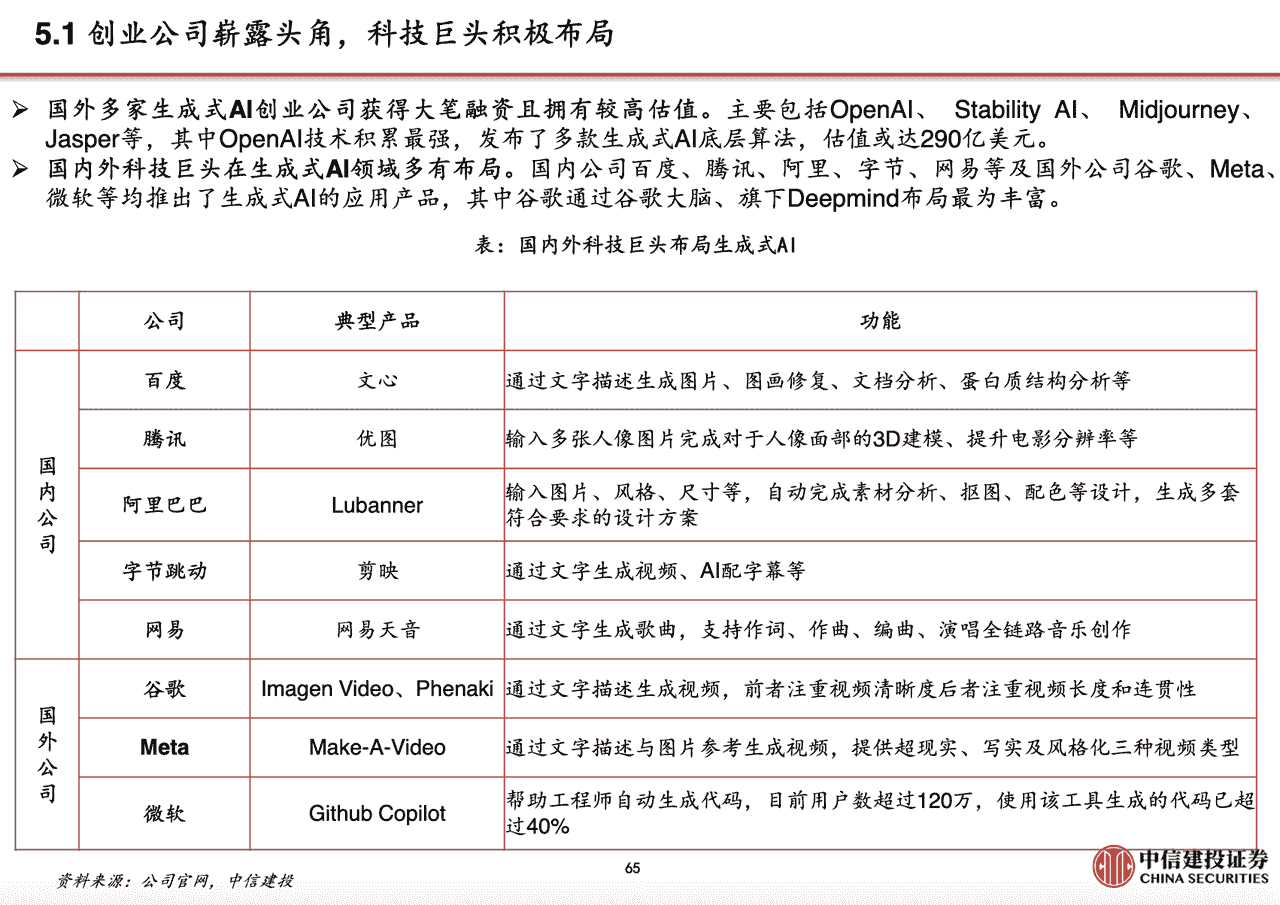 5.1 创业公司崭露头角，科技巨头积极布局
➢ 国外多家生成式AI创业公司获得大笔融资且拥有较高估值。主要包括OpenAI、 Stability AI、 Midjourney、
Jasper等，其中OpenAI技术积累最强，发布了多款生成式AI底层算法，估值或达290亿美元。
➢ 国内外科技巨头在生成式AI领域多有布局。国内公司百度、腾讯、阿里、字节、网易等及国外公司谷歌、Meta、
微软等均推出了生成式AI的应用产品，其中谷歌通过谷歌大脑、旗下Deepmind布局最为丰富。
表：国内外科技巨头布局生成式AI
公司 典型产品 功能
国内公司
百度 文心 通过文字描述生成图片、图画修复、文档分析、蛋白质结构分析等
腾讯 优图 输入多张人像图片完成对于人像面部的3D建模、提升电影分辨率等
阿里巴巴 Lubanner 输入图片、风格、尺寸等，自动完成素材分析、抠图、配色等设计，生成多套
符合要求的设计方案
字节跳动 剪映 通过文字生成视频、AI配字幕等
网易 网易天音 通过文字生成歌曲，支持作词、作曲、编曲、演唱全链路音乐创作
国外公司
谷歌 Imagen Video、Phenaki 通过文字描述生成视频，前者注重视频清晰度后者注重视频长度和连贯性
Meta Make-A-Video 通过文字描述与图片参考生成视频，提供超现实、写实及风格化三种视频类型
微软 Github Copilot 帮助工程师自动生成代码，目前用户数超过120万，使用该工具生成的代码已超
过40%
资料来源：公司官网，中信建投
65
中信建投证券
CHINA SECURITIES